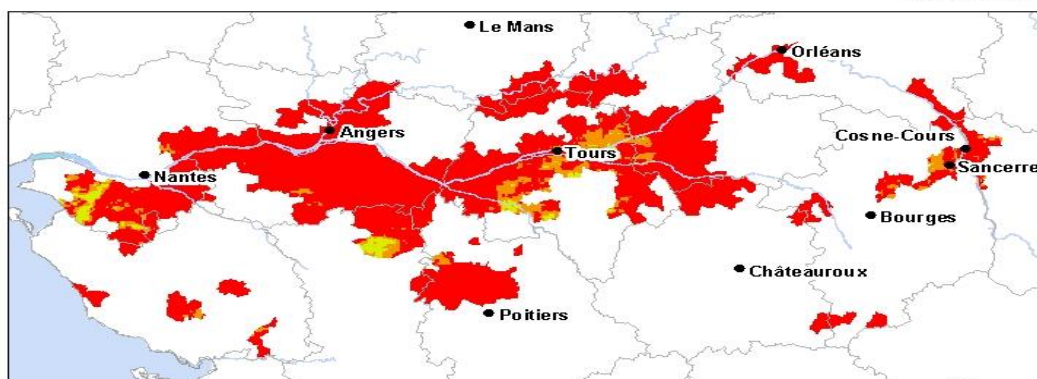 Le Mans
Orléans
Angers
Cosne-Cours
Tours
Sancerre
Nantes
Bourges
Châteauroux
Poitiers